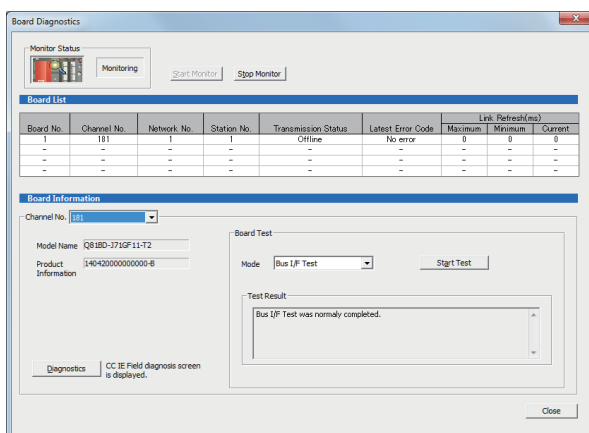 Board Diagnostics
Monitor Status
Monitoring
Start Monitor
Stop Monitor
Board List
Board No. Channel No. Network No. Station No. Transmission Status Latest Error Code Link Refresh(ms)
Maximum Minimum Current
1 181 1 1 Offline No error 0 0 0
- - - - - - - - -
- - - - - - - - -
- - - - - - - - -
Board Information
Channel No. 181
Model Name Q81BD-J71GF11-T2
Product Information 140420000000000-B
Board Test
Mode Bus I/F Test Start Test
Test Result
Bus I/F Test was normaly completed.
Diagnostics
CC IE Field diagnosis screen
is displayed.
Close